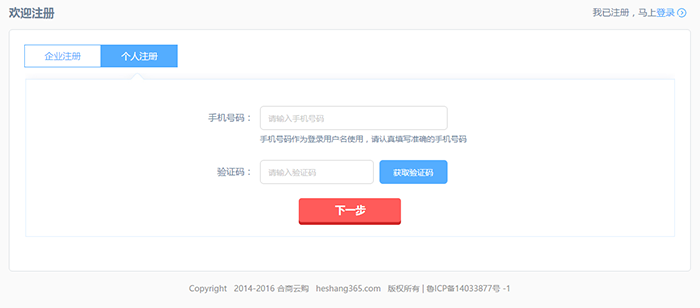 欢迎注册
我已注册，马上登录
企业注册 个人注册
手机号码： 请输入手机号码
手机号码作为登录用户名使用，请认真填写准确的手机号码
验证码： 请输入验证码 获取验证码
下一步
Copyright 2014-2016 合商云购 heshang365.com 版权所有 | 鲁ICP备14033877号 -1